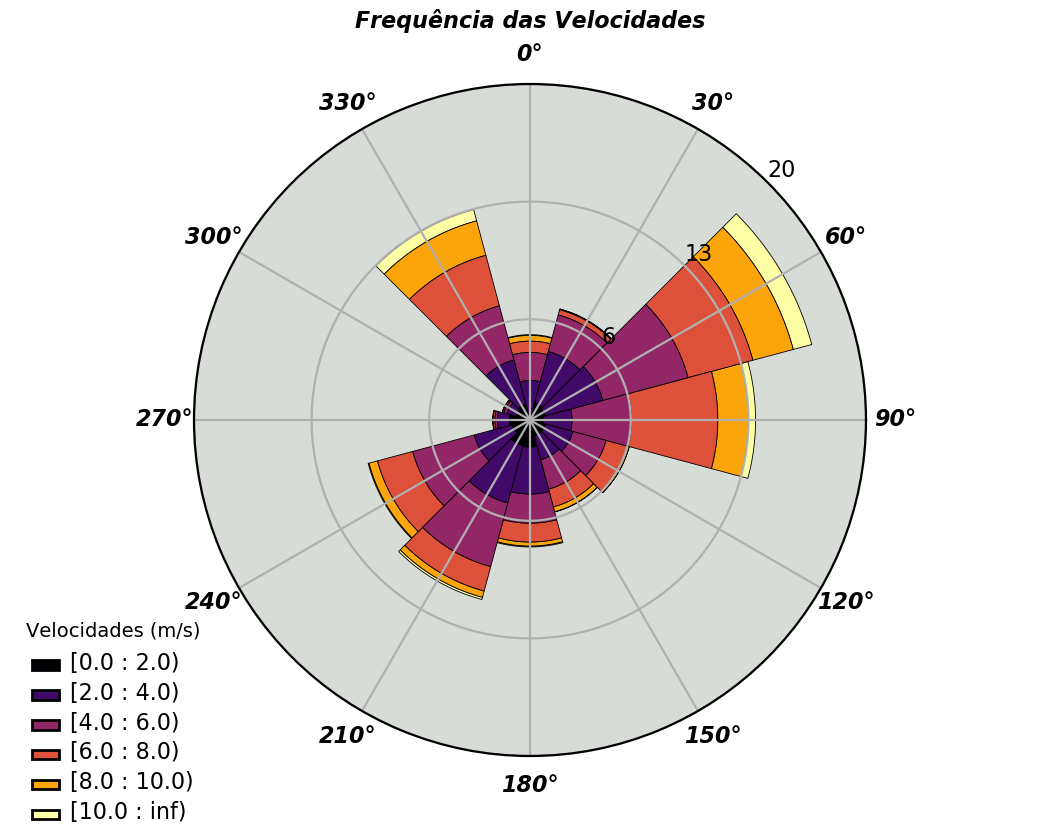 Frequência das Velocidades
0°
330°
30°
20
300°
60°
13
6
270°
90°
240°
120°
210°
150°
180°
Velocidades (m/s)
[0.0 : 2.0)
[2.0 : 4.0)
[4.0 : 6.0)
[6.0 : 8.0)
[8.0 : 10.0)
[10.0 : inf)